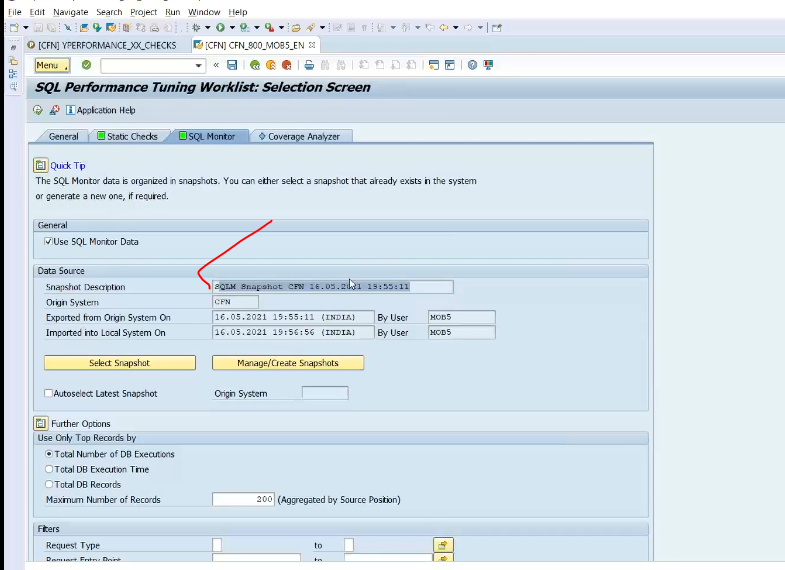 File Edit Navigate Search Project Run Window Help
[CFN] YPERFORMANCE_XX_CHECKS [CFN] CFN_800_MOB5_EN
Menu
SQL Performance Tuning Worklist: Selection Screen
Application Help
General Static Checks SQL Monitor Coverage Analyzer
Quick Tip
The SQL Monitor data is organized in snapshots. You can either select a snapshot that already exists in the system
or generate a new one, if required.
General
Use SQL Monitor Data
Data Source
Snapshot Description SQLM Snapshot CFN 16.05.2021 19:55:11
Origin System CFN
Exported from Origin System On 16.05.2021 19:55:11 (INDIA) By User MOB5
Imported into Local System On 16.05.2021 19:56:56 (INDIA) By User MOB5
Select Snapshot Manage/Create Snapshots
Autoselect Latest Snapshot Origin System
Further Options
Use Only Top Records by
Total Number of DB Executions
Total DB Execution Time
Total DB Records
Maximum Number of Records 200 (Aggregated by Source Position)
Filters
Request Type to
Request Entry Point to